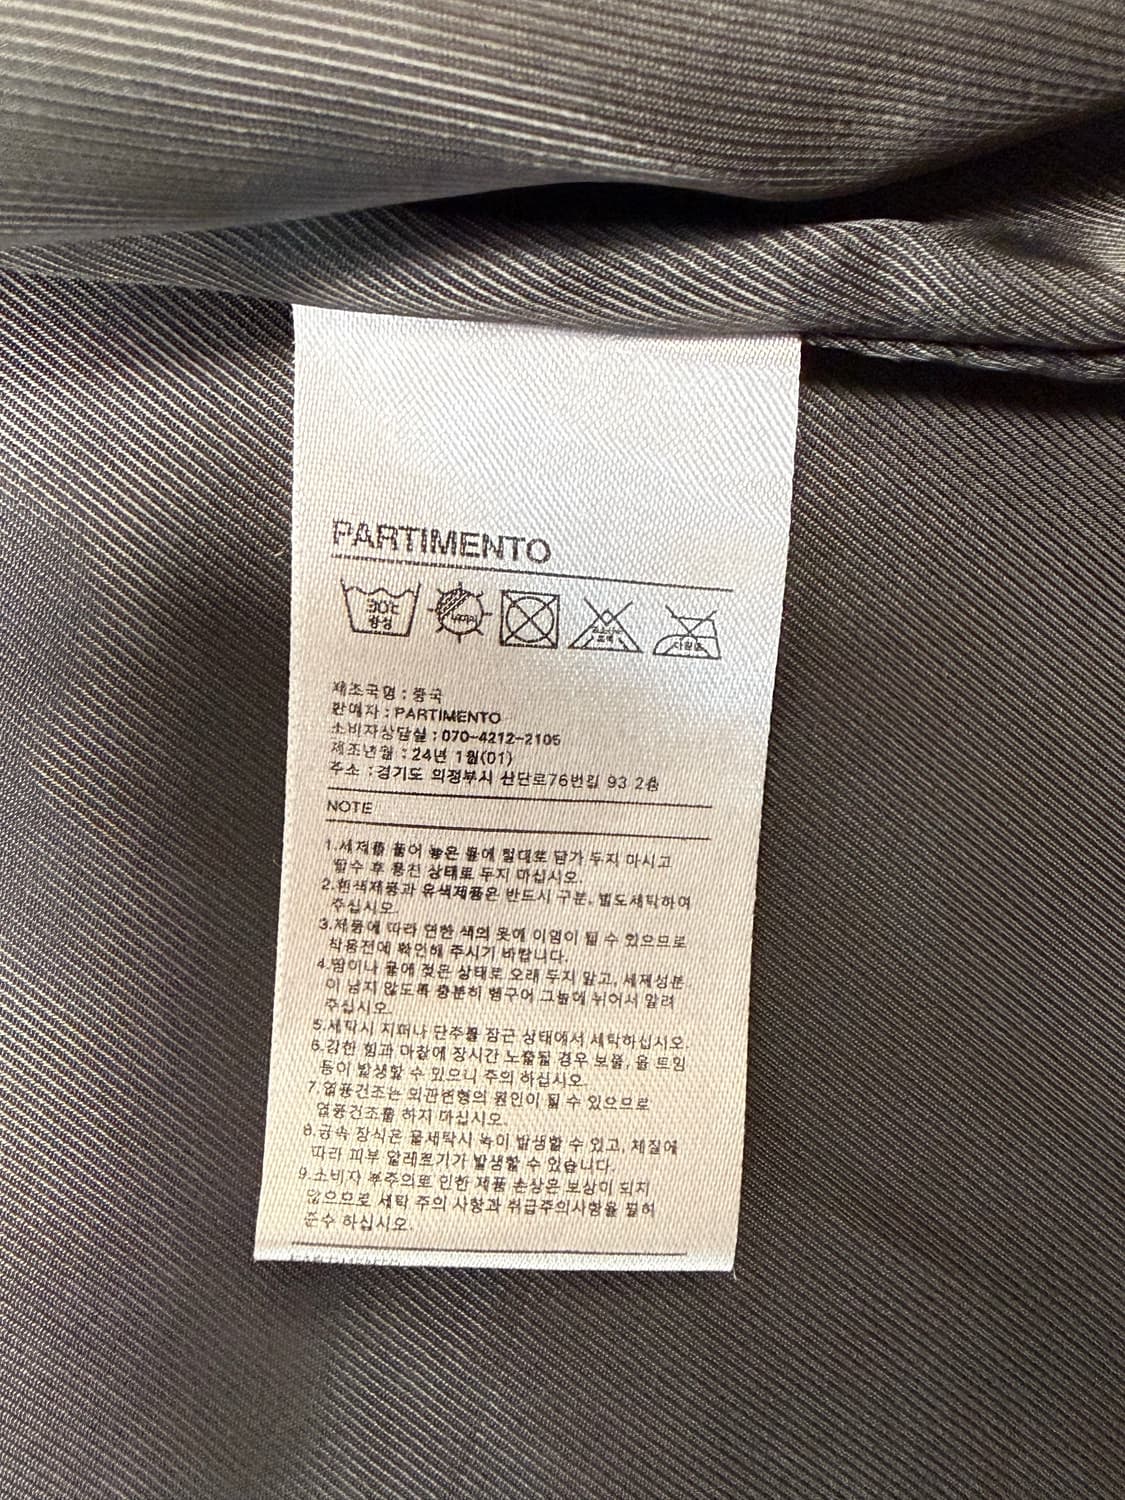 PARTIMENTO
30℃
중성
제조국명 : 중국
판매자 : PARTIMENTO
소비자상담실 : 070-4212-2105
제조년월 : 24년 1월(01)
주소 : 경기도 의정부시 산단로76번길 93 2층
NOTE
1.세제를 풀어 놓은 물에 절대로 담가 두지 마시고
탈수 후 뭉친 상태로 두지 마십시오.
2.흰색제품과 유색제품은 반드시 구분, 별도세탁하여
주십시오.
3.제품에 따라 연한 색의 옷에 이염이 될 수 있으므로
착용전에 확인해 주시기 바랍니다.
4.땀이나 물에 젖은 상태로 오래 두지 말고, 세제성분
이 남지 않도록 충분히 헹구어 그늘에 뉘어서 말려
주십시오.
5.세탁시 지퍼나 단추를 잠근 상태에서 세탁하십시오.
6.강한 힘과 마찰에 장시간 노출될 경우 보풀, 올 트임
등이 발생할 수 있으니 주의 하십시오.
7.열풍건조는 외관변형의 원인이 될 수 있으므로
열풍건조를 하지 마십시오.
8.금속 장식은 물세탁시 녹이 발생할 수 있고, 체질에
따라 피부 알레르기가 발생할 수 있습니다.
9.소비자 부주의로 인한 제품 손상은 보상이 되지
않으므로 세탁 주의 사항과 취급주의사항을 필히
준수 하십시오.